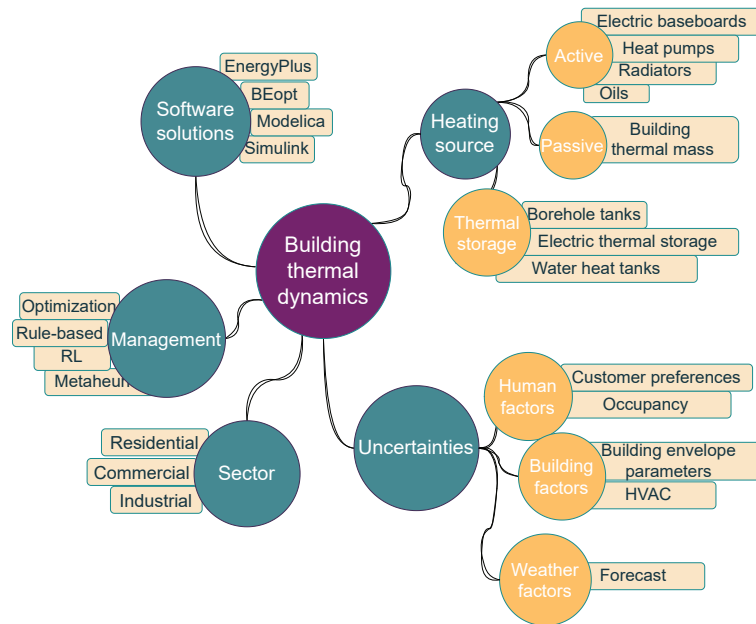 EnergyPlus
BEopt
Modelica
Simulink
Software
solutions
Heating
source
Active
Electric baseboards
Heat pumps
Radiators
Oils
Passive
Building
thermal mass
Thermal
storage
Borehole tanks
Electric thermal storage
Water heat tanks
Building
thermal
dynamics
Optimization
Rule-based
RL
Management
Residential
Commercial
Industrial
Sector
Uncertainties
Human
factors
Customer preferences
Occupancy
Building
factors
Building envelope
parameters
HVAC
Weather
factors
Forecast